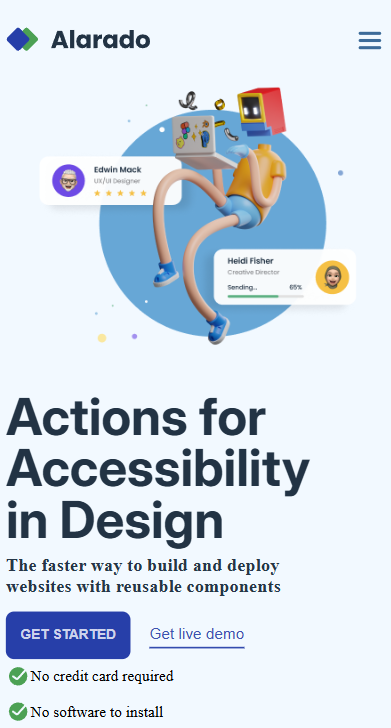 Alarado
Edwin Mack
UX/UI Designer
Heidi Fisher
Creative Director
Sending...
65%
Actions for
Accessibility
in Design
The faster way to build and deploy
websites with reusable components
GET STARTED
Get live demo
No credit card required
No software to install